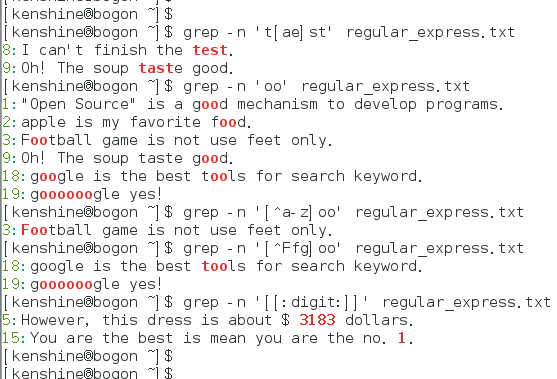 [kenshine@bogon ~]$
[kenshine@bogon ~]$
[kenshine@bogon ~]$ grep -n 't[ae]st' regular_express.txt
8:I can't finish the test.
9:Oh! The soup taste good.
[kenshine@bogon ~]$ grep -n 'oo' regular_express.txt
1:"Open Source" is a good mechanism to develop programs.
2:apple is my favorite food.
3:Football game is not use feet only.
9:Oh! The soup taste good.
18:google is the best tools for search keyword.
19:goooooogle yes!
[kenshine@bogon ~]$ grep -n '[^a-z]oo' regular_express.txt
3:Football game is not use feet only.
[kenshine@bogon ~]$ grep -n '[^Ffg]oo' regular_express.txt
18:google is the best tools for search keyword.
19:goooooogle yes!
[kenshine@bogon ~]$ grep -n '[[:digit:]]' regular_express.txt
5:However, this dress is about $ 3183 dollars.
15:You are the best is mean you are the no. 1.
[kenshine@bogon ~]$
[kenshine@bogon ~]$